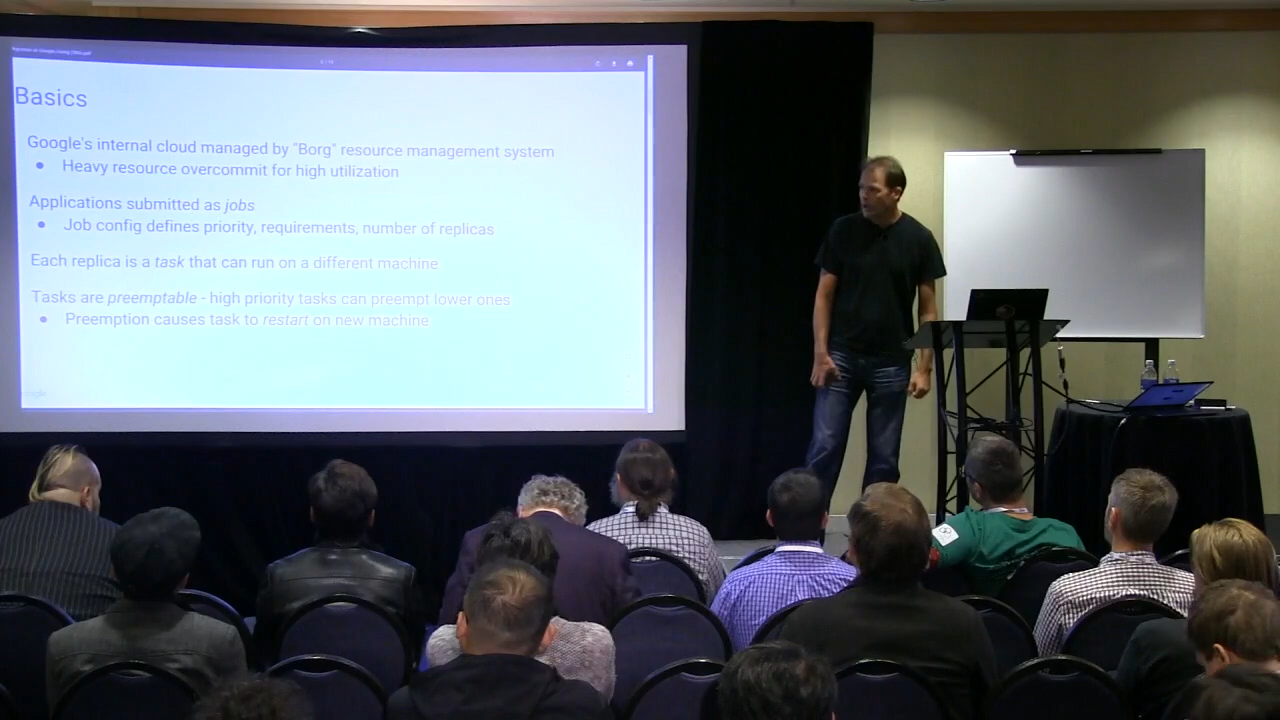 Basics
Google's internal cloud managed by "Borg" resource management system
● Heavy resource overcommit for high utilization
Applications submitted as jobs
● Job config defines priority, requirements, number of replicas
Each replica is a task that can run on a different machine
Tasks are preemptable - high priority tasks can preempt lower ones
● Preemption causes task to restart on new machine